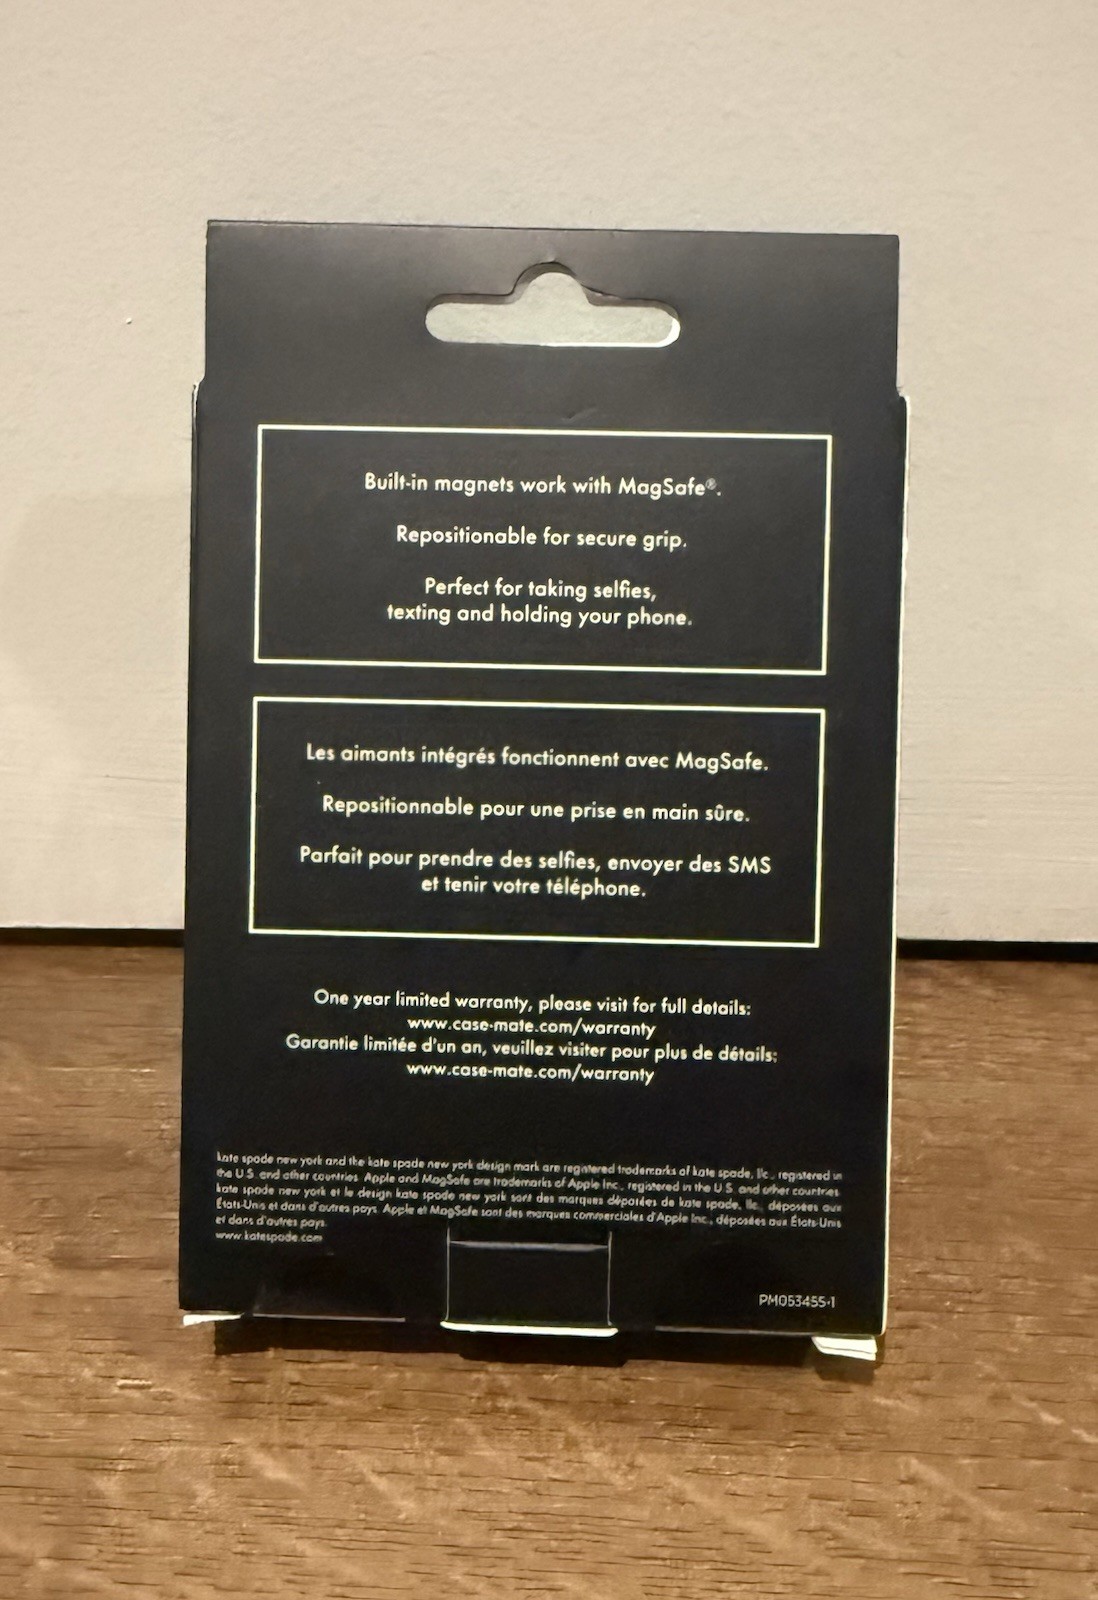 Built-in magnets work with MagSafe®.
Repositionable for secure grip.
Perfect for taking selfies,
texting and holding your phone.
Les aimants intégrés fonctionnent avec MagSafe.
Repositionnable pour une prise en main sûre.
Parfait pour prendre des selfies, envoyer des SMS
et tenir votre téléphone.
One year limited warranty, please visit for full details:
www.case-mate.com/warranty
Garantie limitée d'un an, veuillez visiter pour plus de détails:
www.case-mate.com/warranty
kate spade new york and the kate spade new york design mark are registered trademarks of kate spade, llc., registered in
the U.S. and other countries. Apple and MagSafe are trademarks of Apple Inc., registered in the U.S. and other countries.
kate spade new york et le design kate spade new york sont des marques déposées de kate spade, llc., déposées aux
États-Unis et dans d'autres pays. Apple et MagSafe sont des marques commerciales d'Apple Inc., déposées aux États-Unis
et dans d'autres pays.
www.katespade.com
PM053455-1